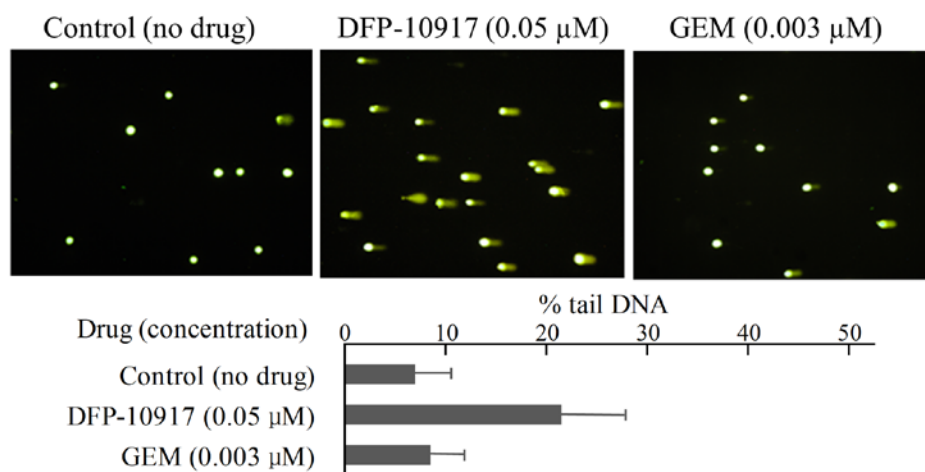 Control (no drug) DFP-10917 (0.05 µM) GEM (0.003 µM)
% tail DNA
Drug (concentration) 0 10 20 30 40 50
Control (no drug)
DFP-10917 (0.05 µM)
GEM (0.003 µM)